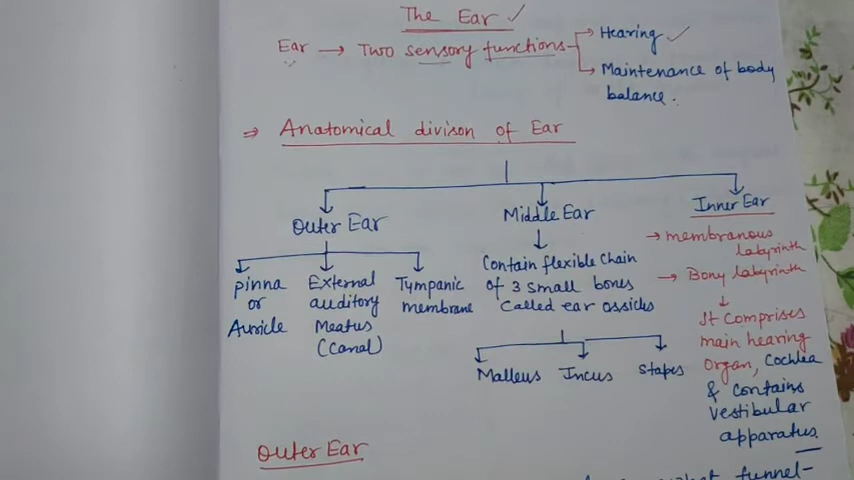 The Ear ✓
Ear → Two sensory functions
→ Hearing ✓
→ Maintenance of body
balance.
⇒ Anatomical divison of Ear
Outer Ear
pinna
or
Auricle
External
auditory
Meatus
(Canal)
Tympanic
membrane
Middle Ear
Contain flexible Chain
of 3 small bones
Called ear ossicles
Malleus
Incus
Stapes
Inner Ear
→ membranous
labyrinth
→ Bony labyrinth
It Comprises
main hearing
Organ, Cochlea
& contains
vestibular
apparatus.
Outer Ear
funnel-